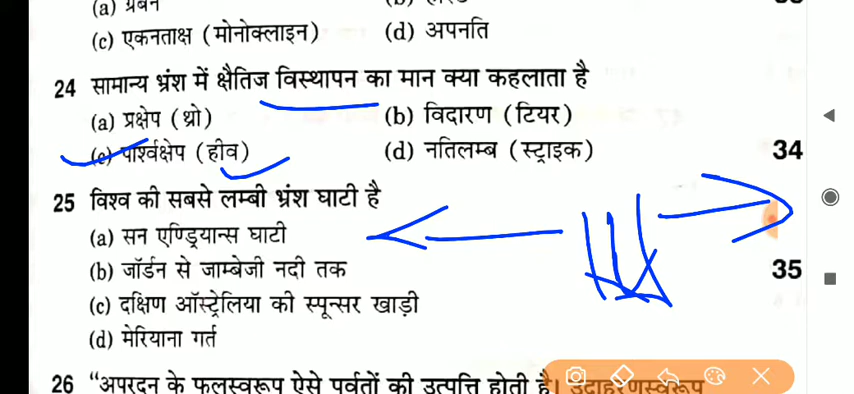 (a) प्रबन
(c) एकनताक्ष (मोनोक्लाइन) (d) अपनति
24 सामान्य भ्रंश में क्षैतिज विस्थापन का मान क्या कहलाता है
(a) प्रक्षेप (थ्रो) (b) विदारण (टियर)
(c) पार्श्वक्षेप (हीव) (d) नतिलम्ब (स्ट्राइक) 34
25 विश्व की सबसे लम्बी भ्रंश घाटी है
(a) सन एण्ड्रियान्स घाटी
(b) जॉर्डन से जाम्बेजी नदी तक 35
(c) दक्षिण ऑस्ट्रेलिया की स्पून्सर खाड़ी
(d) मेरियाना गर्त
26 “अपरदन के फलस्वरूप ऐसे पर्वतों की उत्पत्ति होती है। उदाहरणस्वरूप